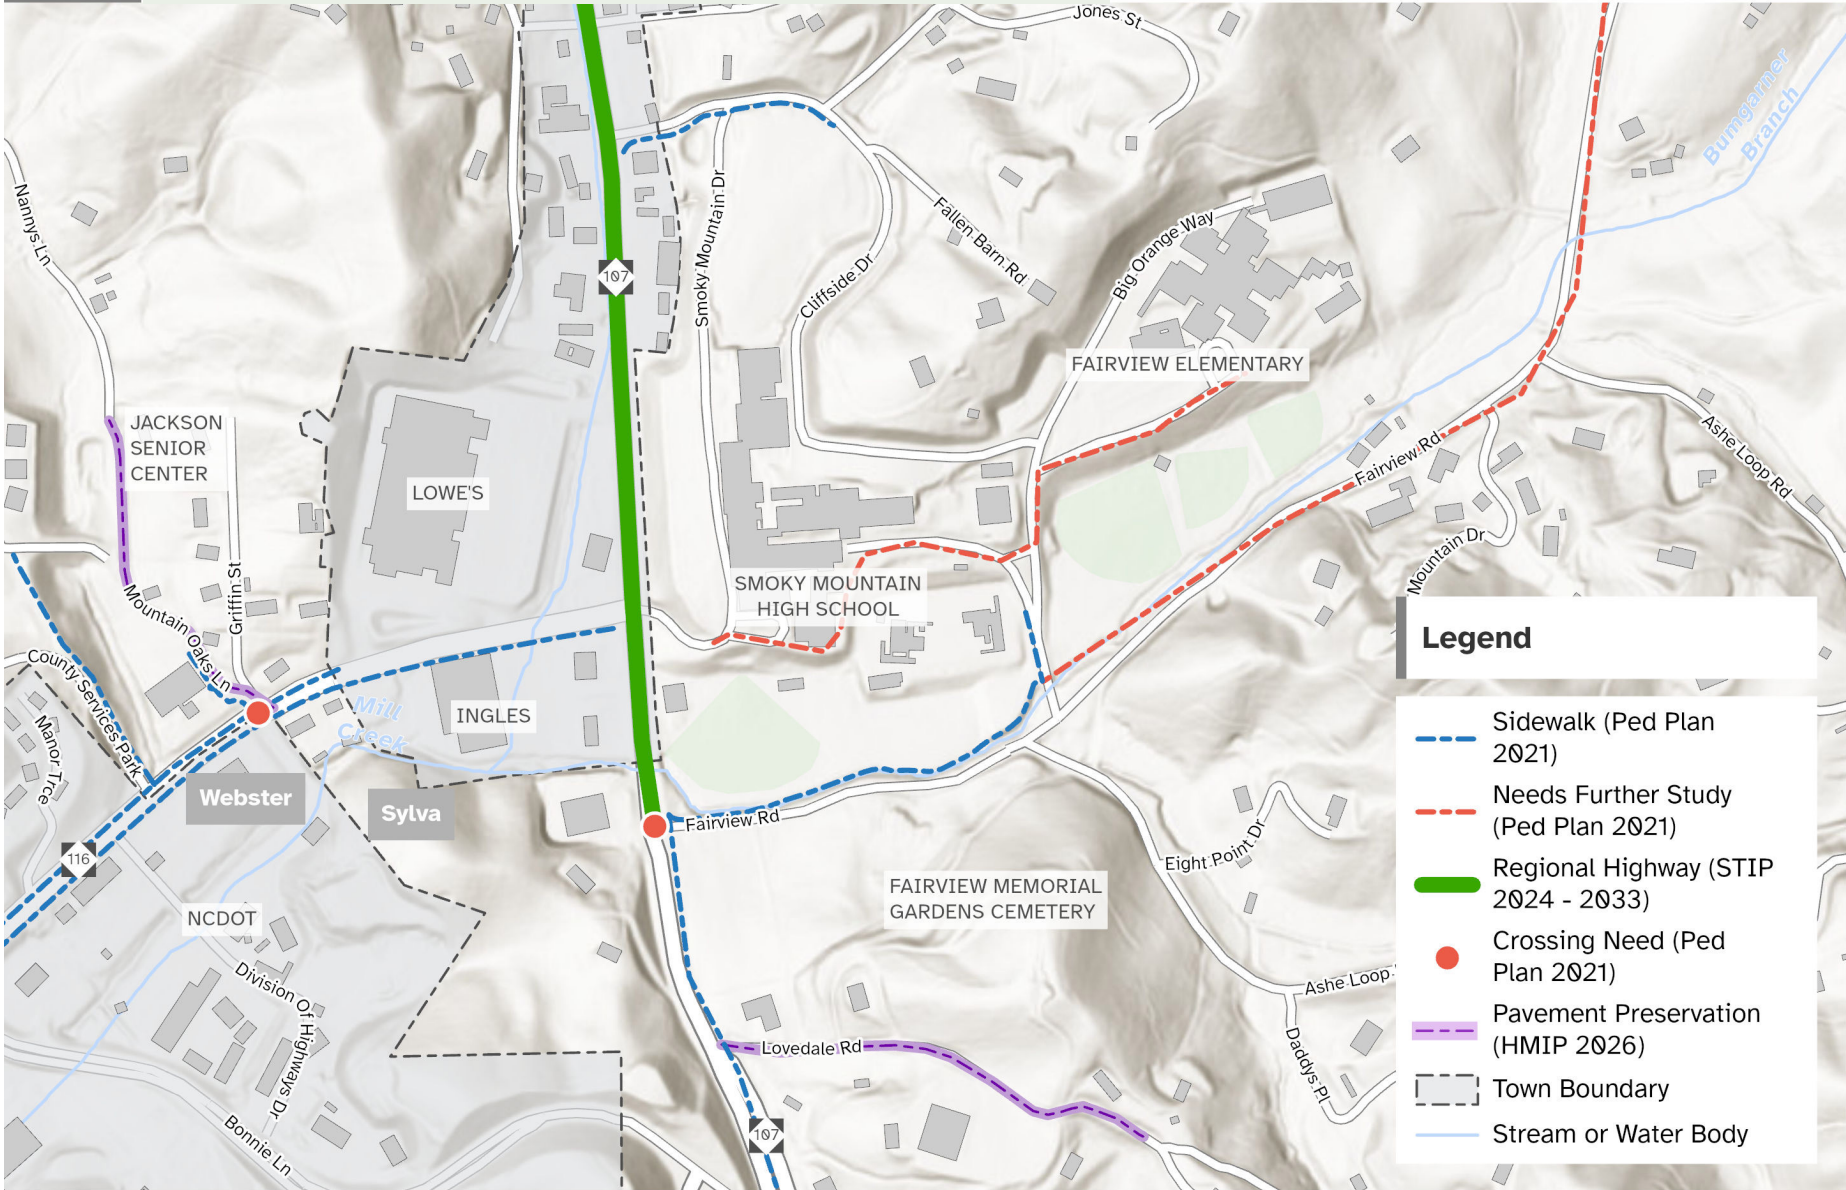 Jones St
Bumgarner
Branch
Nannys Ln
Smoky Mountain Dr
Fallen Barn Rd
Big Orange Way
Cliffside Dr
107
FAIRVIEW ELEMENTARY
JACKSON
SENIOR
CENTER
LOWE'S
Ashe Loop Rd
Fairview Rd
Mountain Dr
SMOKY MOUNTAIN
HIGH SCHOOL
Griffin St
Mountain Oaks Ln
County Services Park
Manor Trce
Mill
Creek
INGLES
Webster
Sylva
Fairview Rd
116
Eight Point Dr
FAIRVIEW MEMORIAL
GARDENS CEMETERY
NCDOT
Division Of Highways Dr
Ashe Loop
Lovedale Rd
Daddys Pl
Bonnie Ln
107
Legend
Sidewalk (Ped Plan
2021)
Needs Further Study
(Ped Plan 2021)
Regional Highway (STIP
2024 - 2033)
Crossing Need (Ped
Plan 2021)
Pavement Preservation
(HMIP 2026)
Town Boundary
Stream or Water Body